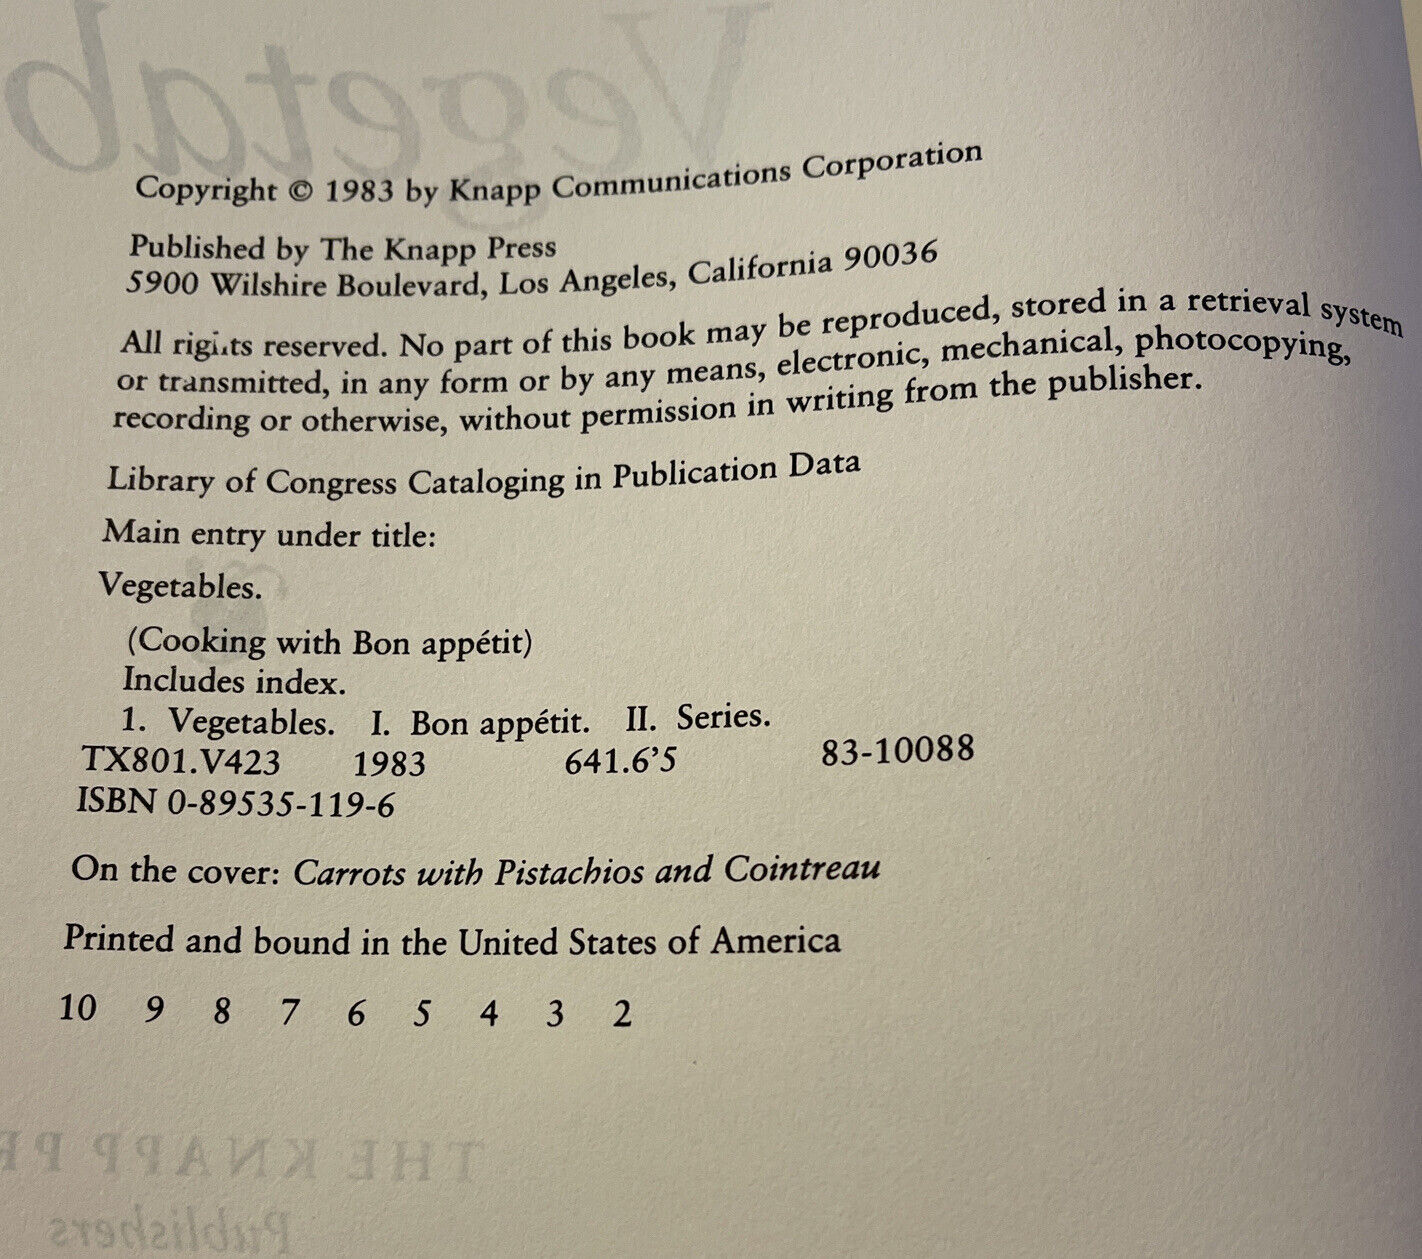 Vegetab
Copyright © 1983 by Knapp Communications Corporation
Published by The Knapp Press
5900 Wilshire Boulevard, Los Angeles, California 90036
All rights reserved. No part of this book may be reproduced, stored in a retrieval system
or transmitted, in any form or by any means, electronic, mechanical, photocopying,
recording or otherwise, without permission in writing from the publisher.
Library of Congress Cataloging in Publication Data
Main entry under title:
Vegetables.
(Cooking with Bon appétit)
Includes index.
1. Vegetables. I. Bon appétit. II. Series.
TX801.V423 1983 641.6'5 83-10088
ISBN 0-89535-119-6
On the cover: Carrots with Pistachios and Cointreau
Printed and bound in the United States of America
10 9 8 7 6 5 4 3 2
THE KNAPP PR
Publishers